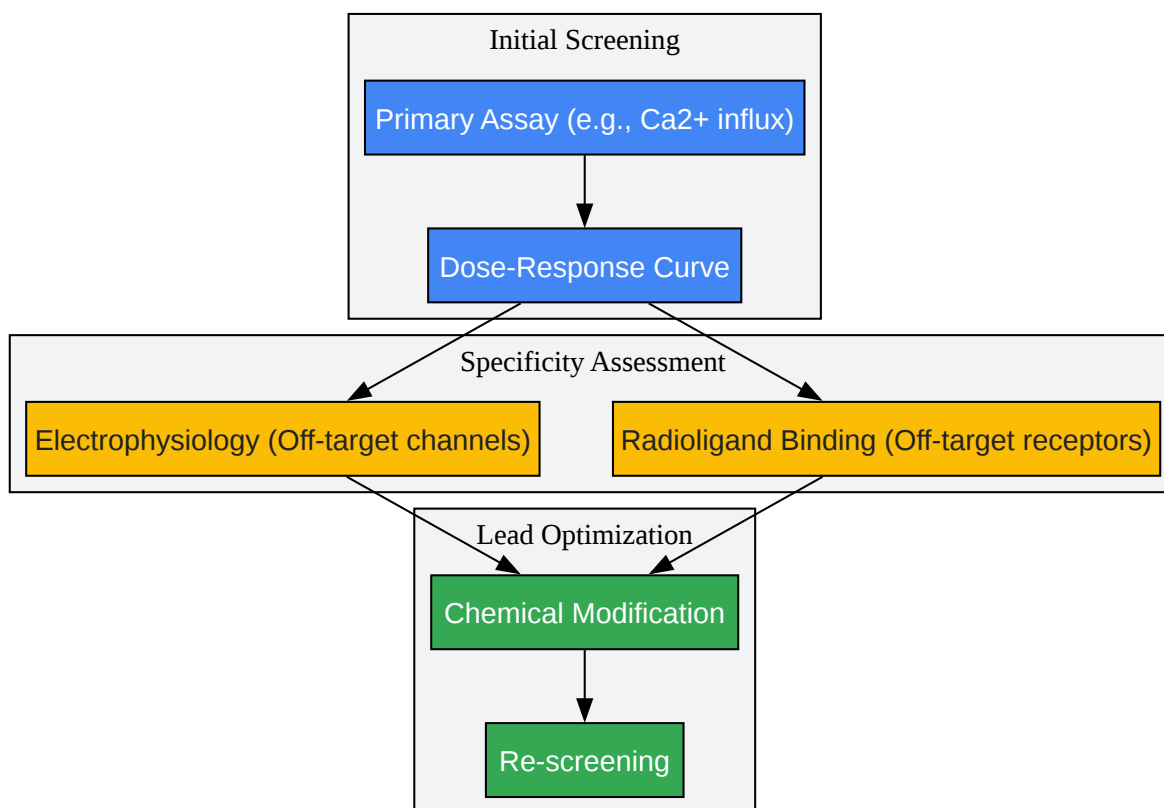 Initial Screening
Primary Assay (e.g., Ca2+ influx)
Dose-Response Curve
Specificity Assessment
Electrophysiology (Off-target channels)
Radioligand Binding (Off-target receptors)
Lead Optimization
Chemical Modification
Re-screening